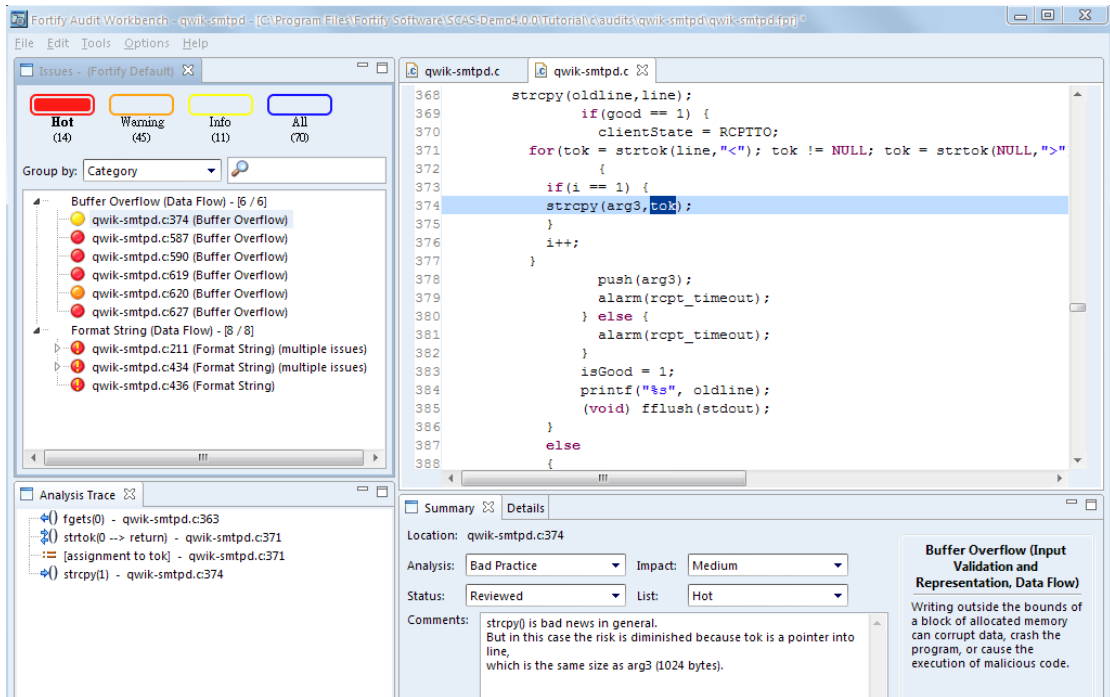 Fortify Audit Workbench - qwik-smtpd - [C:\Program Files\Fortify Software\SCAS-Demo4.0.0\Tutorial\c\audits\qwik-smtpd\qwik-smtpd.fprj] *
File Edit Tools Options Help
Issues - (Fortify Default)
Hot Warning Info All
(14) (45) (11) (70)
Group by: Category
Buffer Overflow (Data Flow) - [6 / 6]
qwik-smtpd.c:374 (Buffer Overflow)
qwik-smtpd.c:587 (Buffer Overflow)
qwik-smtpd.c:590 (Buffer Overflow)
qwik-smtpd.c:619 (Buffer Overflow)
qwik-smtpd.c:620 (Buffer Overflow)
qwik-smtpd.c:627 (Buffer Overflow)
Format String (Data Flow) - [8 / 8]
qwik-smtpd.c:211 (Format String) (multiple issues)
qwik-smtpd.c:434 (Format String) (multiple issues)
qwik-smtpd.c:436 (Format String)
qwik-smtpd.c qwik-smtpd.c
368 strcpy(oldline,line);
369 if(good == 1) {
370 clientState = RCPTTO;
371 for(tok = strtok(line,"<"); tok != NULL; tok = strtok(NULL,">"
372 {
373 if(i == 1) {
374 strcpy(arg3,tok);
375 }
376 i++;
377 }
378 push(arg3);
379 alarm(rcpt_timeout);
380 } else {
381 alarm(rcpt_timeout);
382 }
383 isGood = 1;
384 printf("%s", oldline);
385 (void) fflush(stdout);
386 }
387 else
388 {
Analysis Trace
fgets(0) - qwik-smtpd.c:363
strtok(0 --> return) - qwik-smtpd.c:371
[assignment to tok] - qwik-smtpd.c:371
strcpy(1) - qwik-smtpd.c:374
Summary Details
Location: qwik-smtpd.c:374
Analysis: Bad Practice Impact: Medium
Status: Reviewed List: Hot
Comments: strcpy() is bad news in general.
But in this case the risk is diminished because tok is a pointer into
line,
which is the same size as arg3 (1024 bytes).
Buffer Overflow (Input
Validation and
Representation, Data Flow)
Writing outside the bounds of
a block of allocated memory
can corrupt data, crash the
program, or cause the
execution of malicious code.